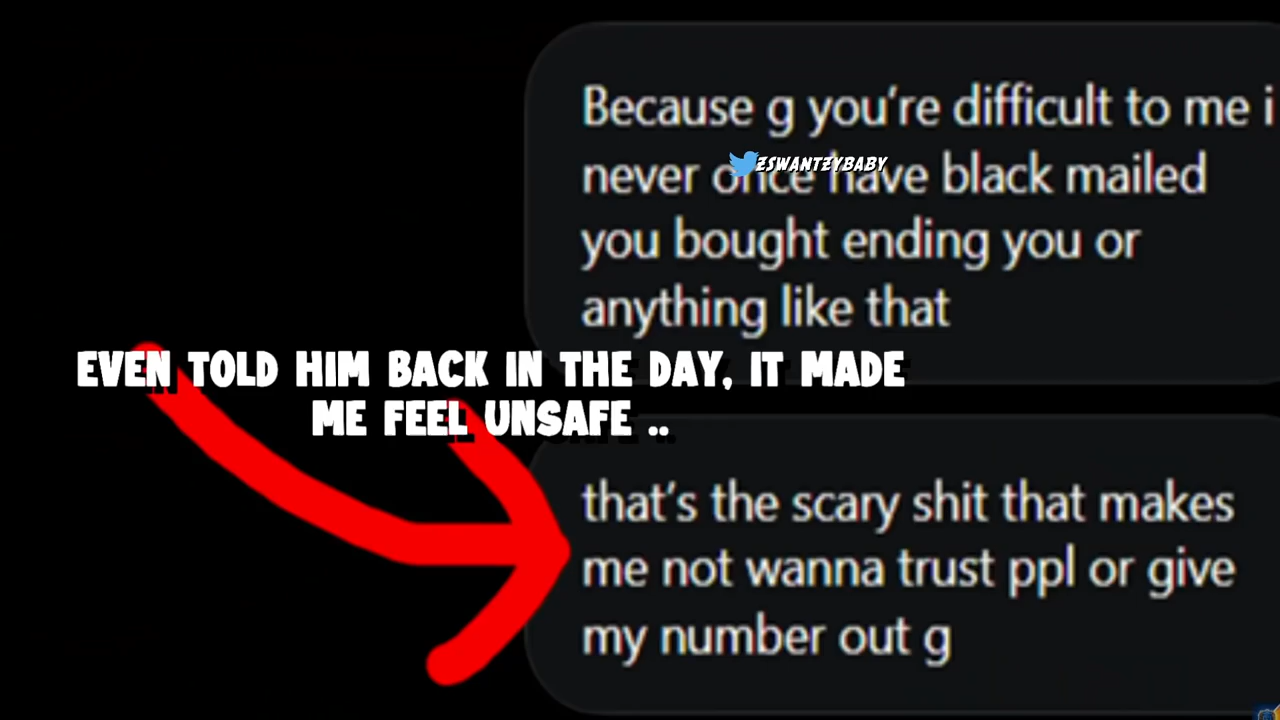 Because g you're difficult to me i
ZSWANTZYBABY
never once have black mailed
you bought ending you or
anything like that
EVEN TOLD HIM BACK IN THE DAY, IT MADE
ME FEEL UNSAFE ..
that's the scary shit that makes
me not wanna trust ppl or give
my number out g